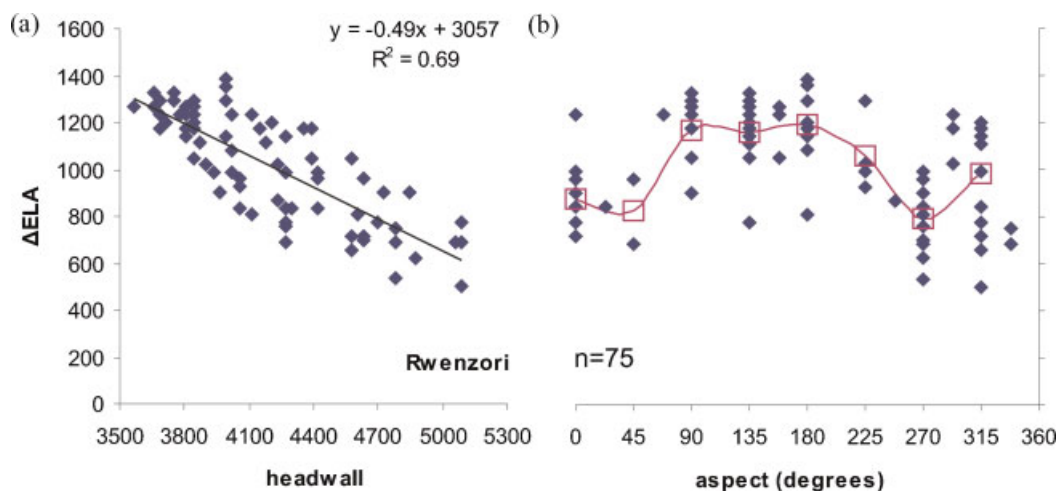 (a)
y = -0.49x + 3057
R² = 0.69
1600
1400
1200
1000
800
600
400
200
0
ΔELA
Rwenzori
3500 3800 4100 4400 4700 5000 5300
headwall
(b)
n=75
0 45 90 135 180 225 270 315 360
aspect (degrees)